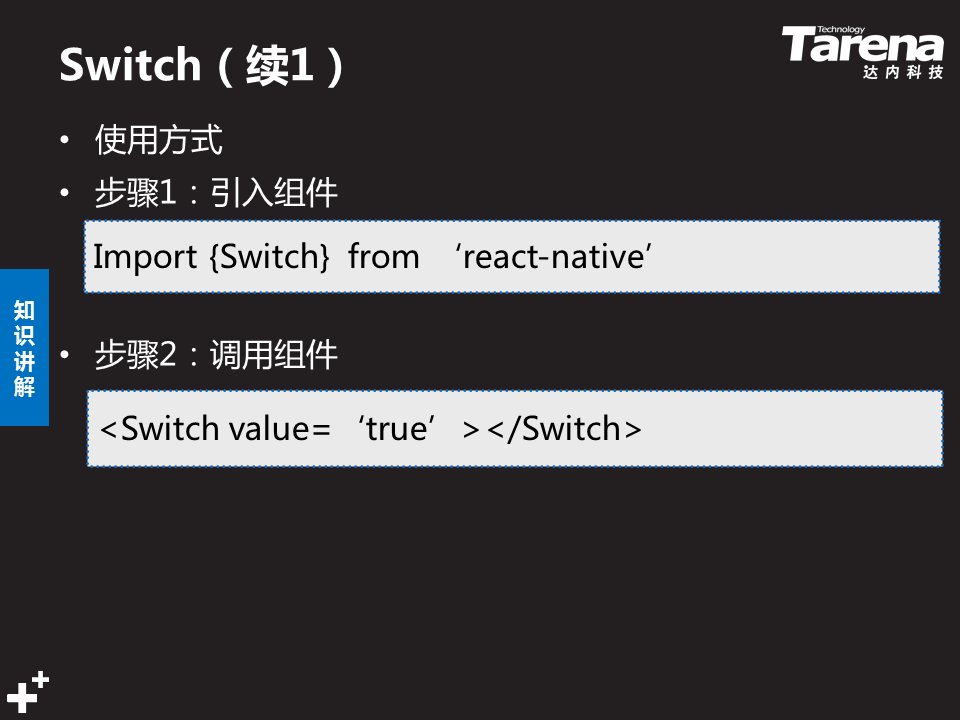 Switch（续1）
Technology
Tarena
达内科技
• 使用方式
• 步骤1：引入组件
Import {Switch} from ‘react-native’
知识讲解
• 步骤2：调用组件
<Switch value= ‘true’ ></Switch>